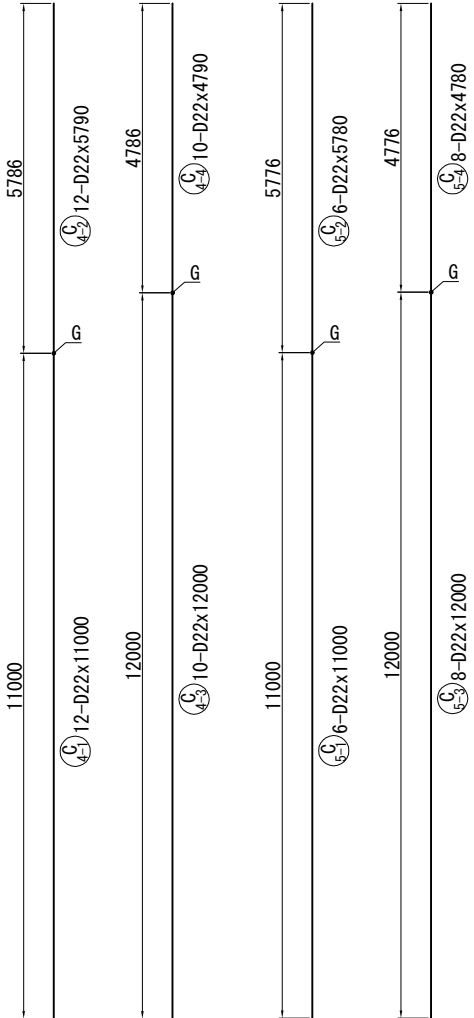 5786
C 4-2 12-D22x5790
G
11000
C 4-1 12-D22x11000
4786
C 4-4 10-D22x4790
G
12000
C 4-3 10-D22x12000
5776
C 5-2 6-D22x5780
G
11000
C 5-1 6-D22x11000
4776
C 5-4 8-D22x4780
G
12000
C 5-3 8-D22x12000